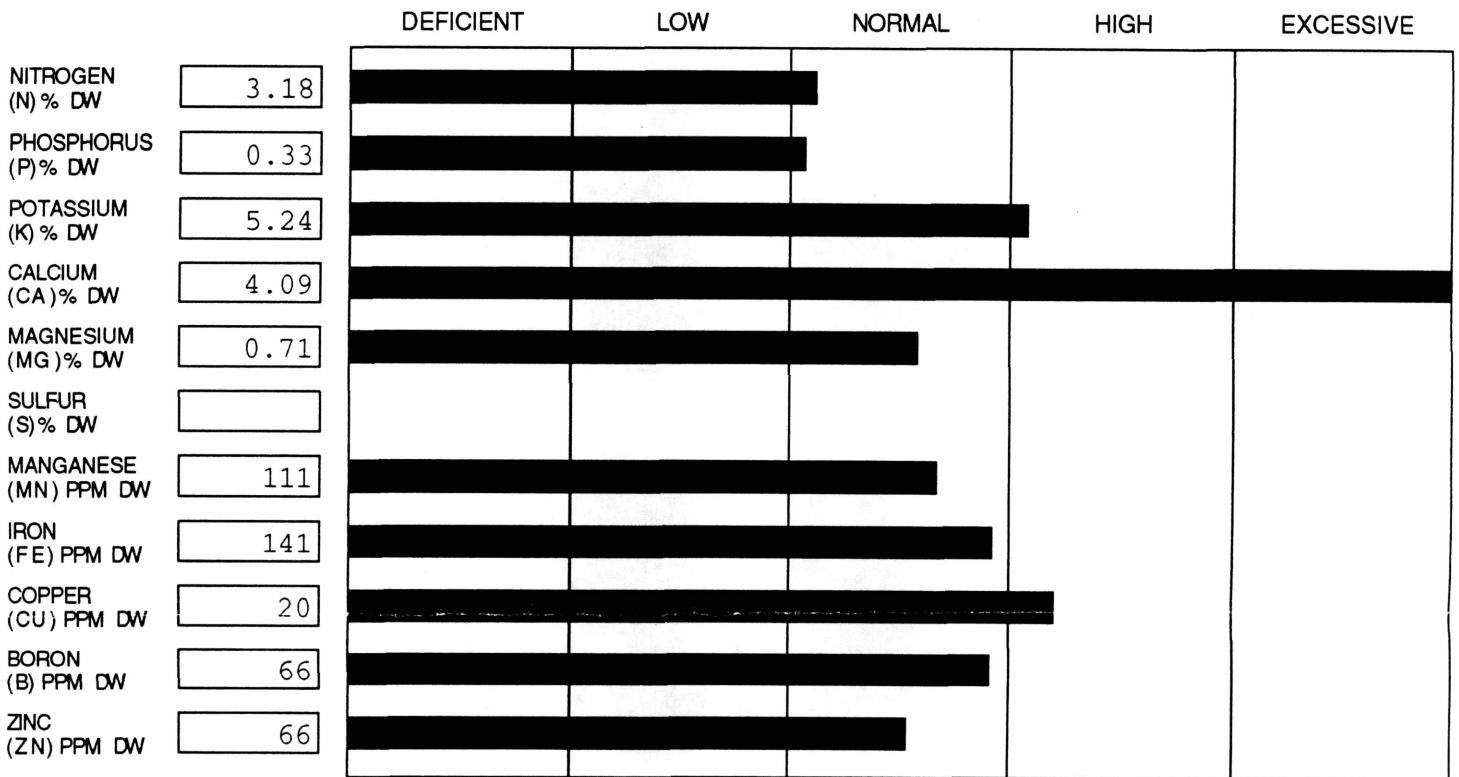 DEFICIENT LOW NORMAL HIGH EXCESSIVE
NITROGEN
(N)% DW 3.18
PHOSPHORUS
(P)% DW 0.33
POTASSIUM
(K)% DW 5.24
CALCIUM
(CA)% DW 4.09
MAGNESIUM
(MG)% DW 0.71
SULFUR
(S)% DW
MANGANESE
(MN) PPM DW 111
IRON
(FE) PPM DW 141
COPPER
(CU) PPM DW 20
BORON
(B) PPM DW 66
ZINC
(ZN) PPM DW 66